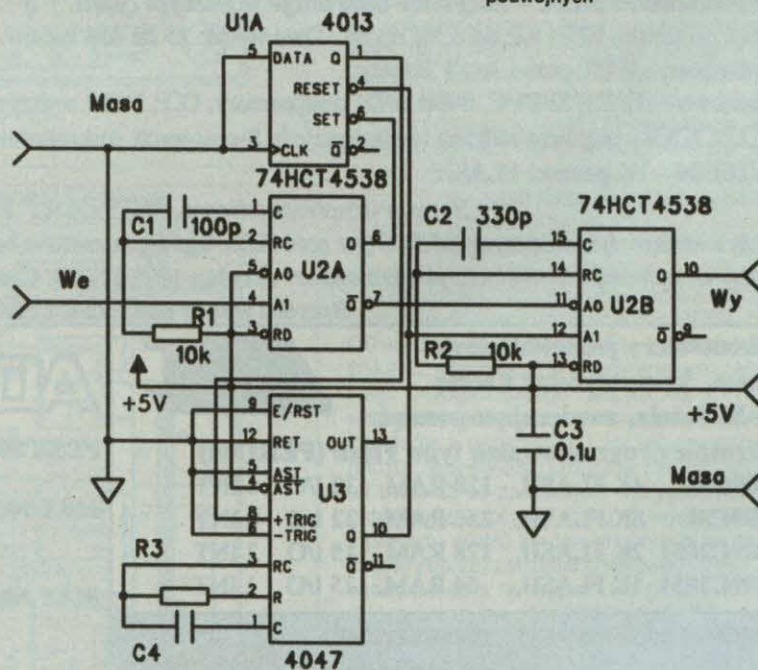 U1A 4013
5 DATA Q 1
RESET 4
SET 6
3 CLK Q 2
Masa
74HCT4538
C1 100p
1 C
2 RC Q 6
5 A0 U2A
We
4 A1 Q 7
3 RD
R1
10k
C2 330p
74HCT4538
15 C
14 RC Q 10
11 A0 U2B
12 A1 Q 9
13 RD
Wy
R2 10k
+5V
+5V
9 E/RST
12 RET OUT 13
5 AST
4 AST U3
8 +TRIG
-TRIG Q 10
3 RC Q 11
2 R
1 C
4047
R3
C4
C3
0.1u
Masa